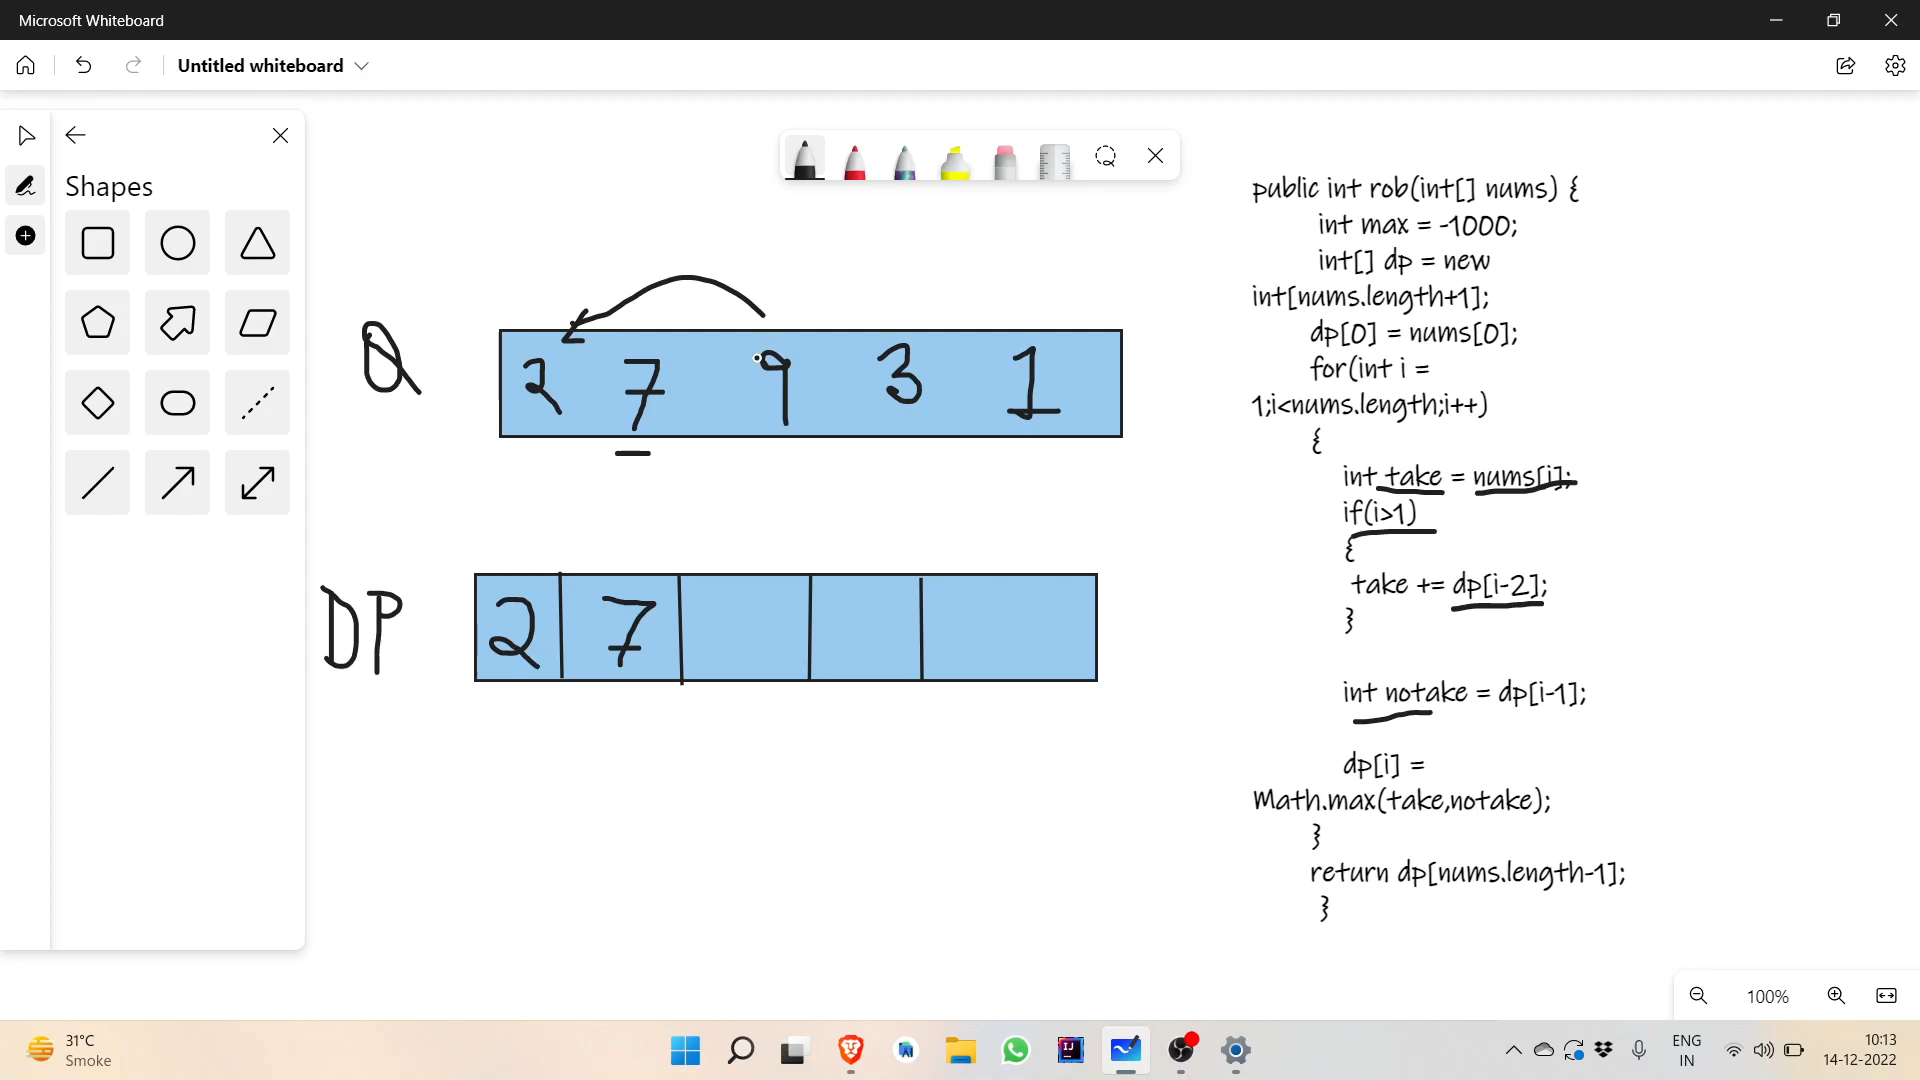 Microsoft Whiteboard
Untitled whiteboard
Shapes
2 7 9 3 1
DP
2 7
public int rob(int[] nums) {
int max = -1000;
int[] dp = new
int[nums.length+1];
dp[0] = nums[0];
for(int i =
1;i<nums.length;i++)
{
int take = nums[i];
if(i>1)
{
take += dp[i-2];
}
int notake = dp[i-1];
dp[i] =
Math.max(take,notake);
}
return dp[nums.length-1];
}
100%
31°C
Smoke
IJ
ENG
IN
10:13
14-12-2022